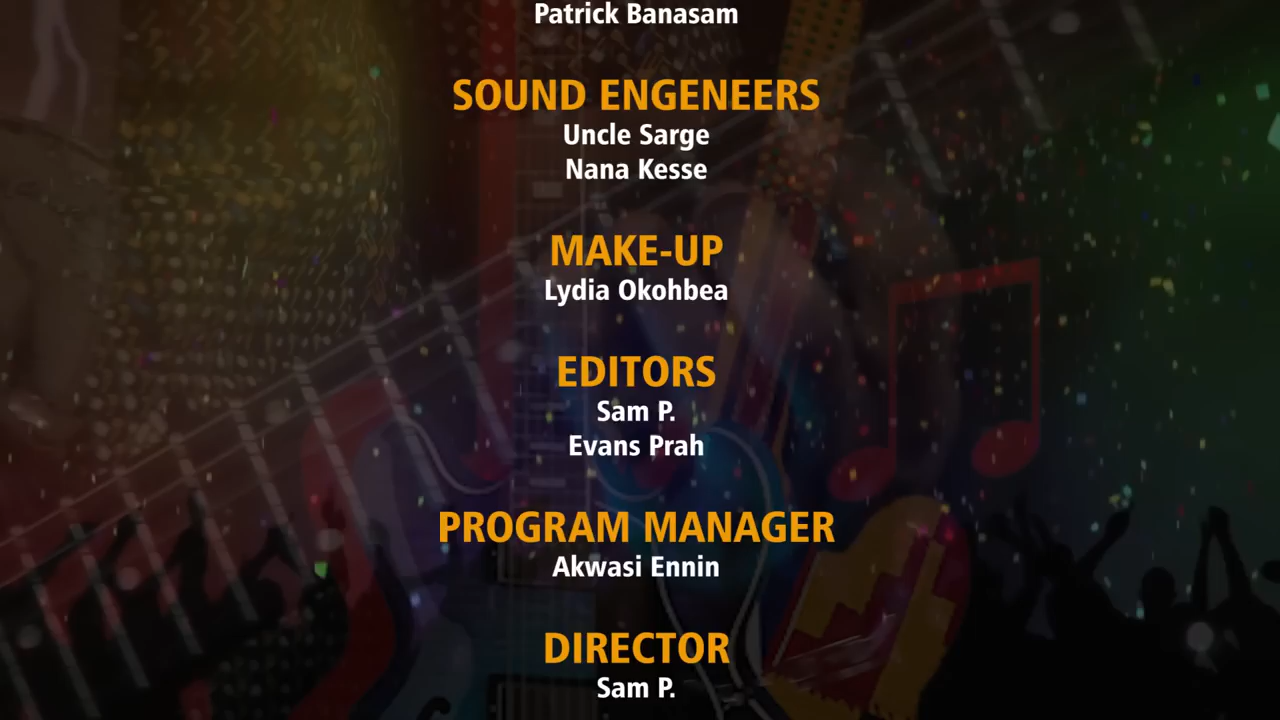 Patrick Banasam
SOUND ENGENEERS
Uncle Sarge
Nana Kesse
MAKE-UP
Lydia Okohbea
EDITORS
Sam P.
Evans Prah
PROGRAM MANAGER
Akwasi Ennin
DIRECTOR
Sam P.